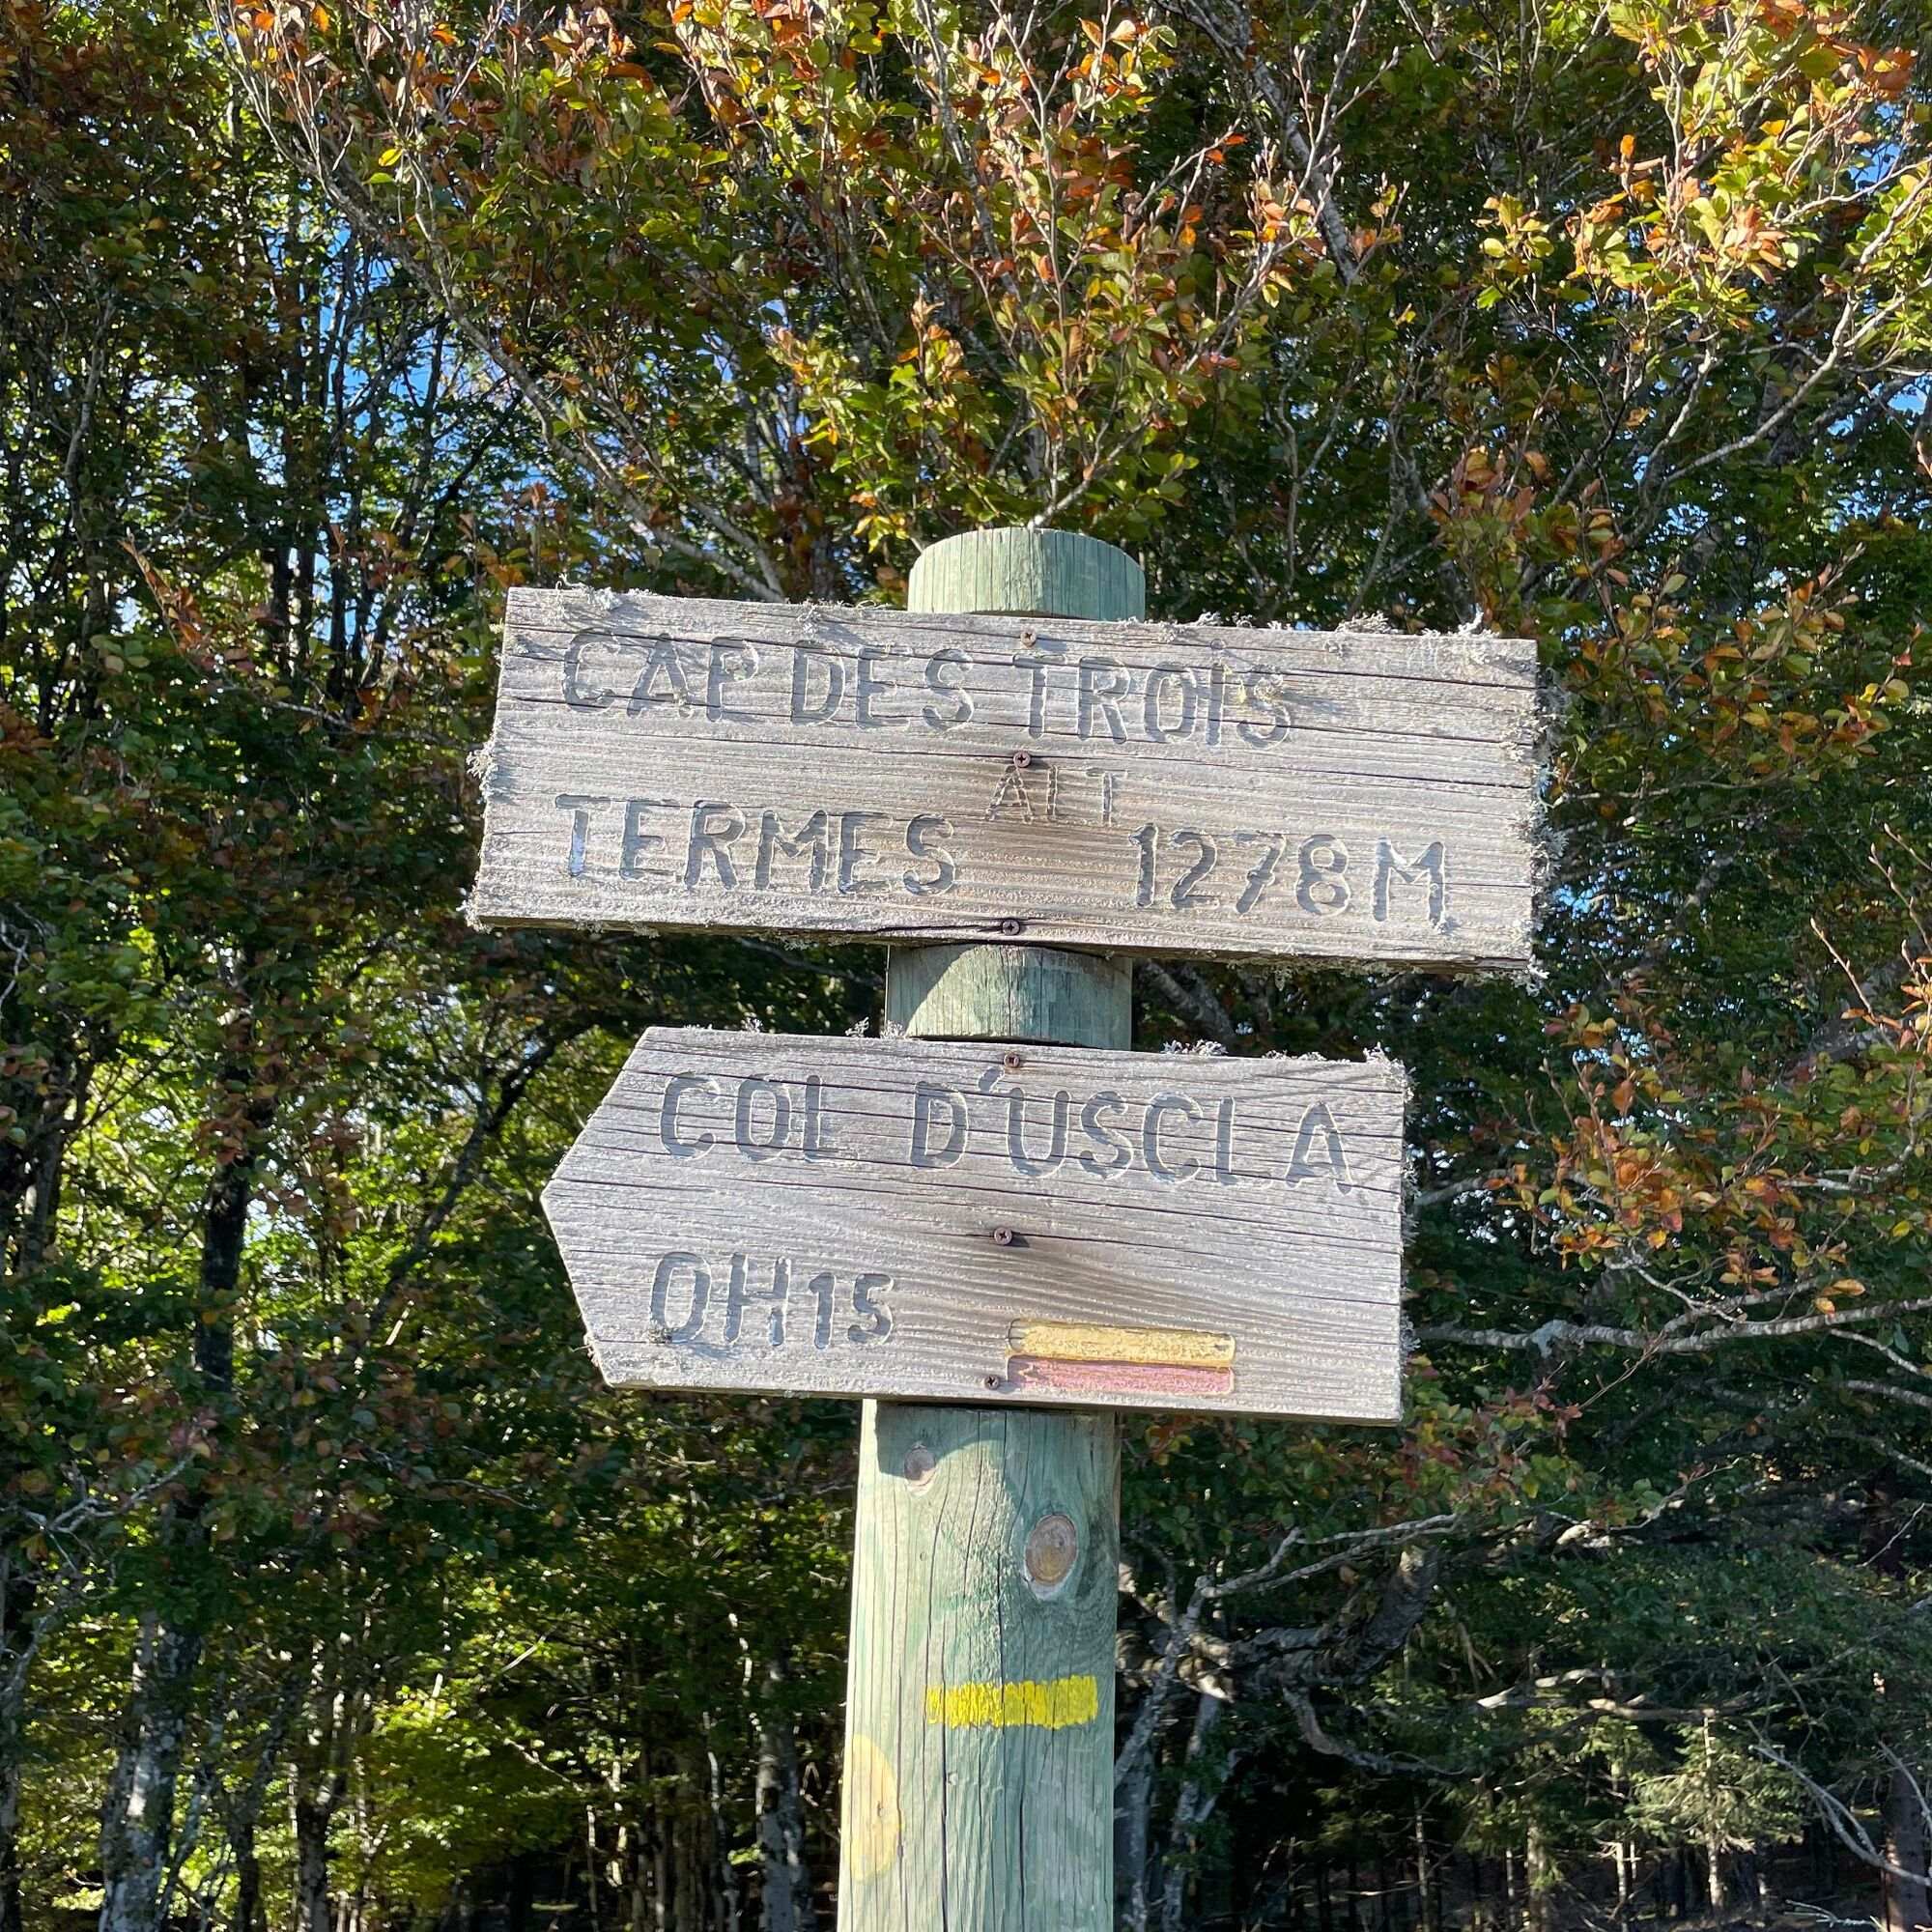 CAP DES TROIS
ALT
TERMES 1278M
COL D'USCLA
0H15